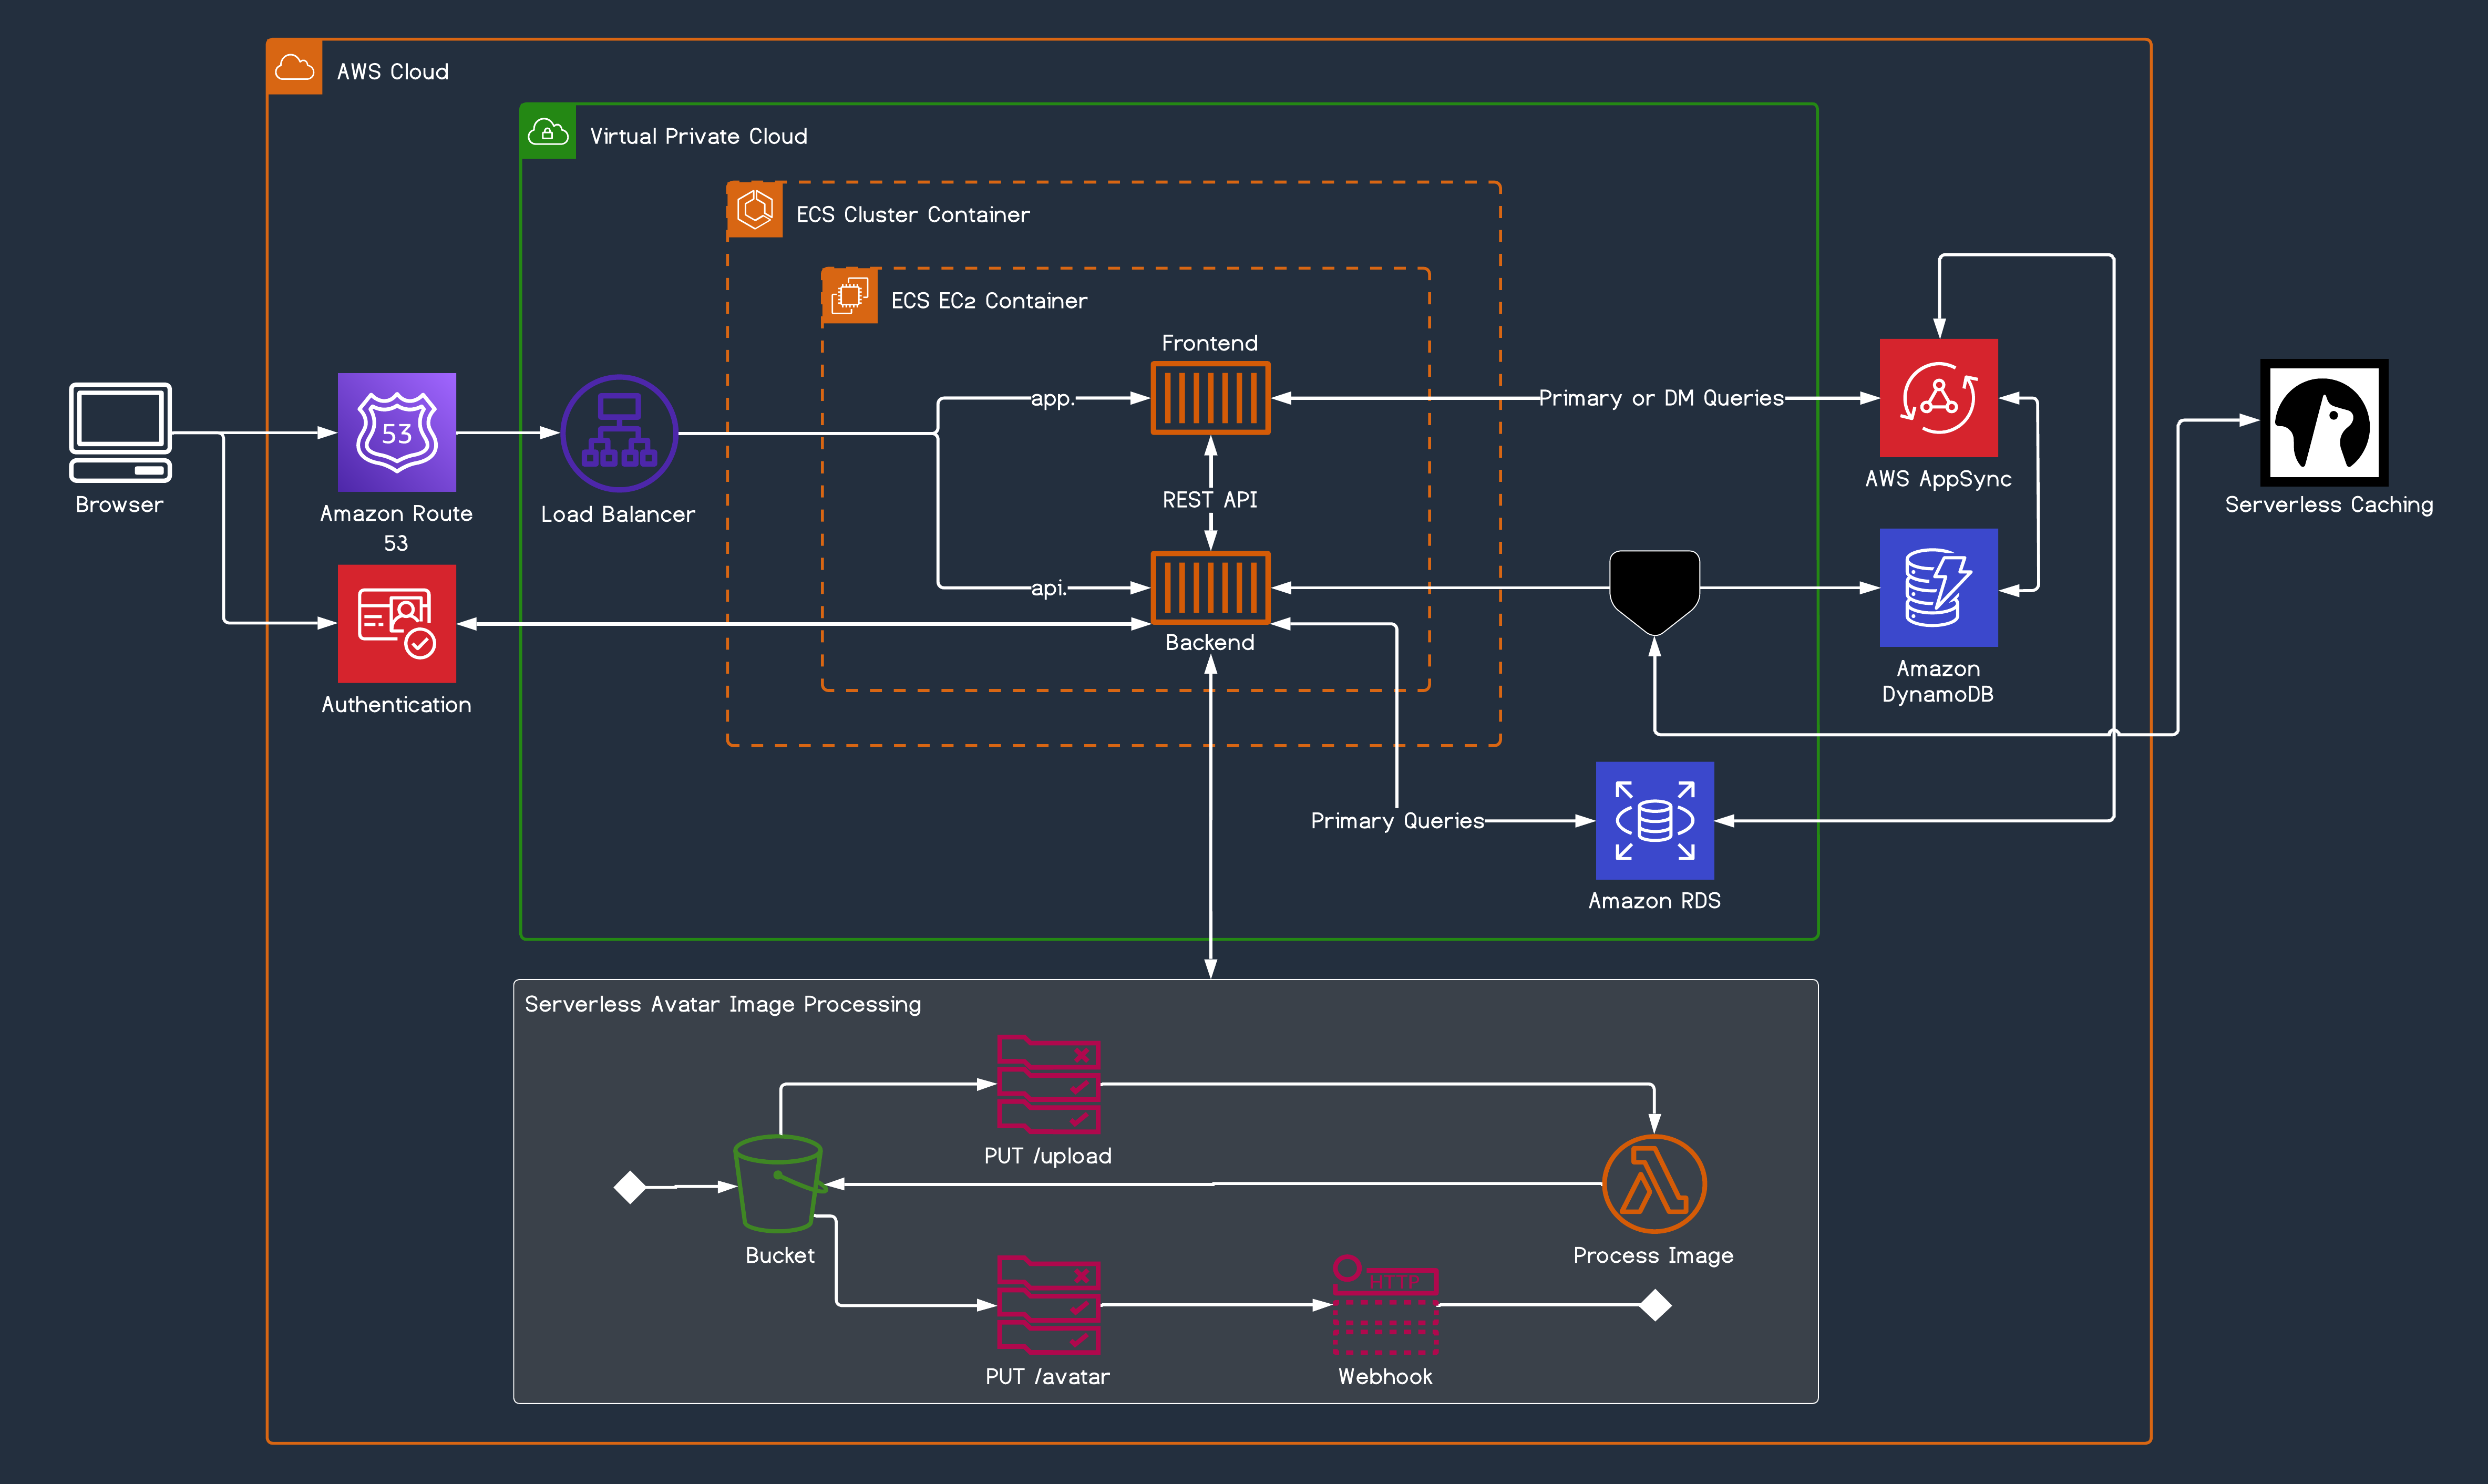 AWS Cloud
Virtual Private Cloud
ECS Cluster Container
ECS EC2 Container
Frontend
app.
Primary or DM Queries
53
Browser
Amazon Route
53
Load Balancer
REST API
AWS AppSync
Serverless Caching
api.
Backend
Authentication
Amazon
DynamoDB
Primary Queries
Amazon RDS
Serverless Avatar Image Processing
PUT /upload
Bucket
Process Image
HTTP
PUT /avatar
Webhook